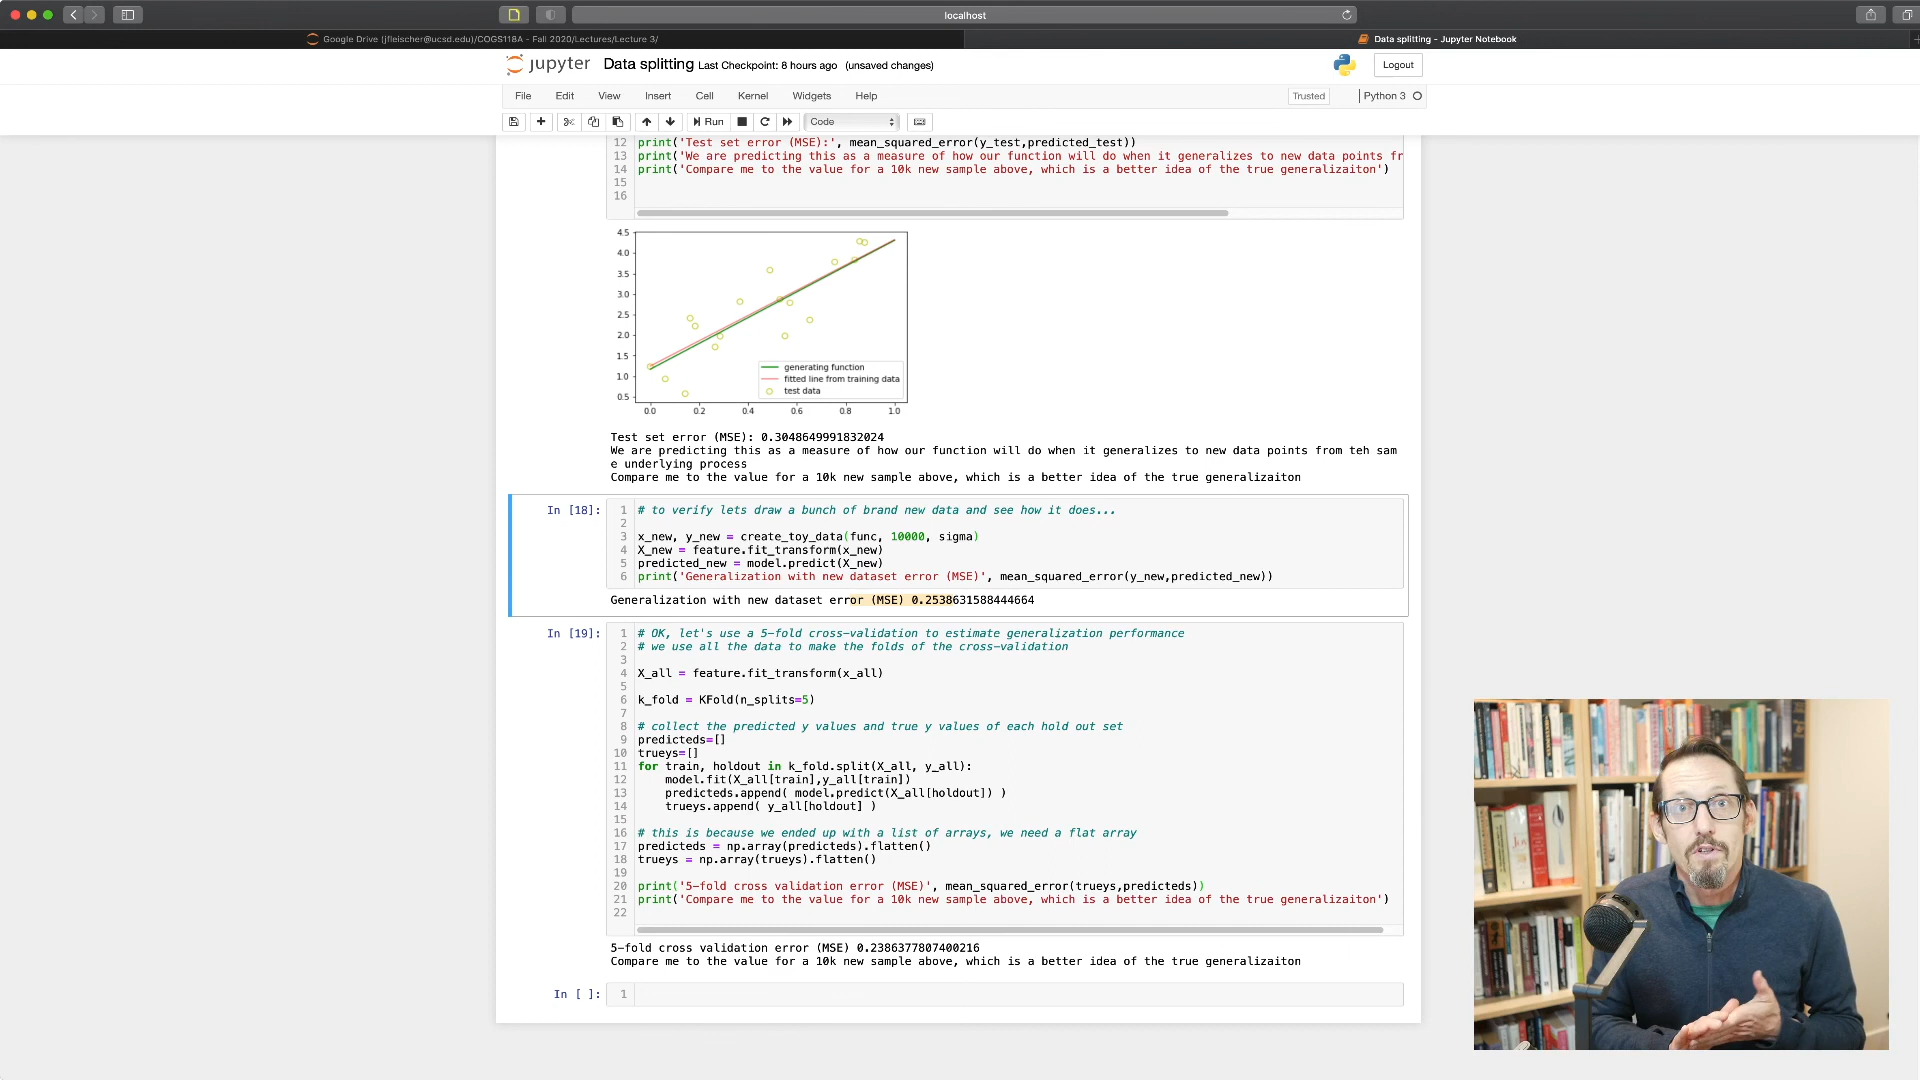 localhost
Google Drive (jfleischer@ucsd.edu)/COGS118A - Fall 2020/Lectures/Lecture 3/
Data splitting - Jupyter Notebook
jupyter Data splitting Last Checkpoint: 8 hours ago (unsaved changes)
Logout
File Edit View Insert Cell Kernel Widgets Help
Trusted
Python 3
Run
Code
12 print('Test set error (MSE):', mean_squared_error(y_test,predicted_test))
13 print('We are predicting this as a measure of how our function will do when it generalizes to new data points fr
14 print('Compare me to the value for a 10k new sample above, which is a better idea of the true generalizaiton')
15
16
4.5
4.0
3.5
3.0
2.5
2.0
1.5
1.0
0.5
generating function
fitted line from training data
test data
0.0 0.2 0.4 0.6 0.8 1.0
Test set error (MSE): 0.3048649991832024
We are predicting this as a measure of how our function will do when it generalizes to new data points from teh sam
e underlying process
Compare me to the value for a 10k new sample above, which is a better idea of the true generalizaiton
In [18]:
1 # to verify lets draw a bunch of brand new data and see how it does...
2
3 x_new, y_new = create_toy_data(func, 10000, sigma)
4 X_new = feature.fit_transform(x_new)
5 predicted_new = model.predict(X_new)
6 print('Generalization with new dataset error (MSE)', mean_squared_error(y_new,predicted_new))
Generalization with new dataset error (MSE) 0.2538631588444664
In [19]:
1 # OK, let's use a 5-fold cross-validation to estimate generalization performance
2 # we use all the data to make the folds of the cross-validation
3
4 X_all = feature.fit_transform(x_all)
5
6 k_fold = KFold(n_splits=5)
7
8 # collect the predicted y values and true y values of each hold out set
9 predicteds=[]
10 trueys=[]
11 for train, holdout in k_fold.split(X_all, y_all):
12 model.fit(X_all[train],y_all[train])
13 predicteds.append( model.predict(X_all[holdout]) )
14 trueys.append( y_all[holdout] )
15
16 # this is because we ended up with a list of arrays, we need a flat array
17 predicteds = np.array(predicteds).flatten()
18 trueys = np.array(trueys).flatten()
19
20 print('5-fold cross validation error (MSE)', mean_squared_error(trueys,predicteds))
21 print('Compare me to the value for a 10k new sample above, which is a better idea of the true generalizaiton')
22
5-fold cross validation error (MSE) 0.2386377807400216
Compare me to the value for a 10k new sample above, which is a better idea of the true generalizaiton
In [ ]:
1